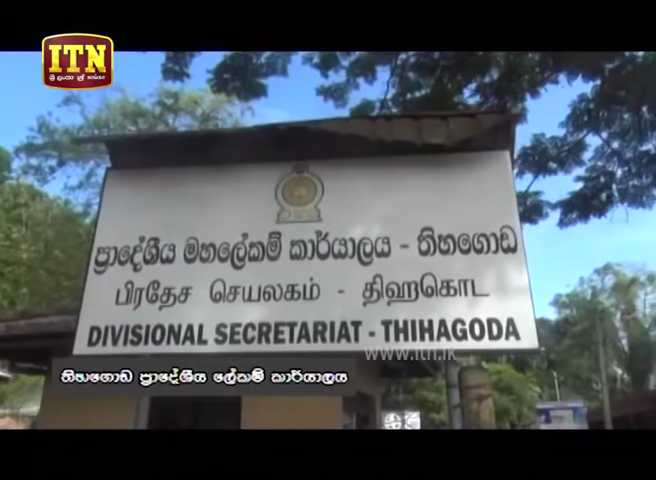 ITN
ශ්‍රී ලංකා ශ්‍රේෂ්ඨ
ප්‍රාදේශීය මහලේකම් කාර්යාලය - තිහගොඩ
பிரதேச செயலகம் - திஹகொட
DIVISIONAL SECRETARIAT - THIHAGODA
www.itn.lk
තිහගොඩ ප්‍රාදේශීය ලේකම් කාර්යාලය